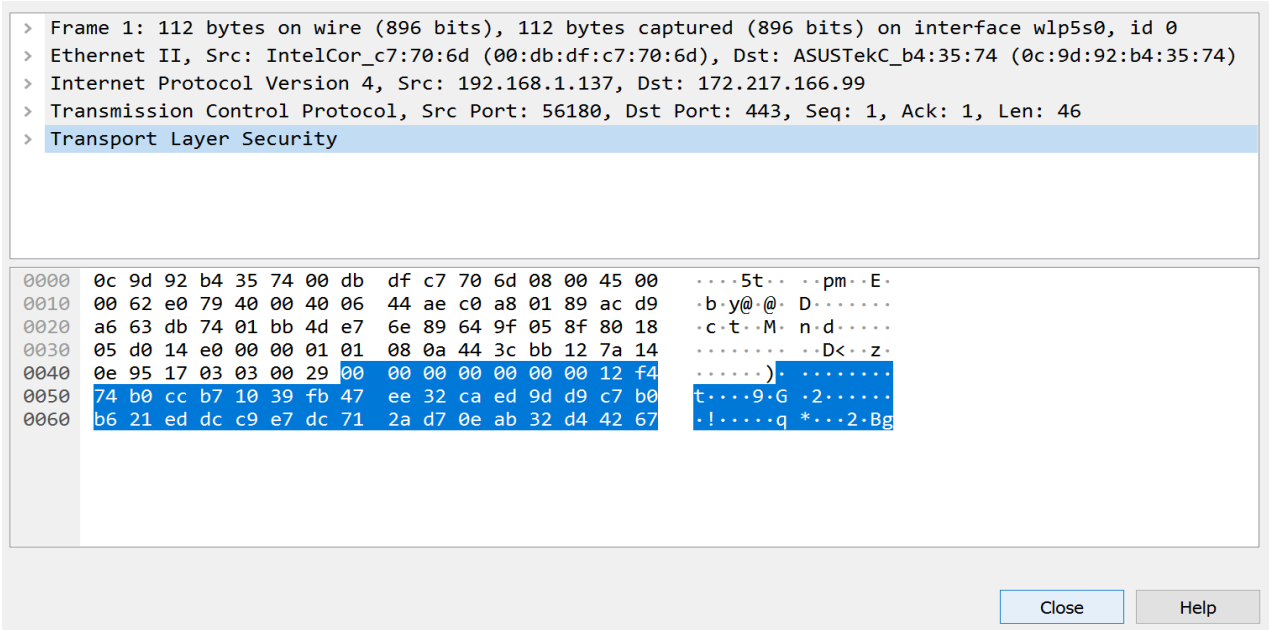 > Frame 1: 112 bytes on wire (896 bits), 112 bytes captured (896 bits) on interface wlp5s0, id 0
> Ethernet II, Src: IntelCor_c7:70:6d (00:db:df:c7:70:6d), Dst: ASUSTekC_b4:35:74 (0c:9d:92:b4:35:74)
> Internet Protocol Version 4, Src: 192.168.1.137, Dst: 172.217.166.99
> Transmission Control Protocol, Src Port: 56180, Dst Port: 443, Seq: 1, Ack: 1, Len: 46
> Transport Layer Security
0000 0c 9d 92 b4 35 74 00 db df c7 70 6d 08 00 45 00 ····5t·· ··pm··E·
0010 00 62 e0 79 40 00 40 06 44 ae c0 a8 01 89 ac d9 ·b·y@·@· D·······
0020 a6 63 db 74 01 bb 4d e7 6e 89 64 9f 05 8f 80 18 ·c·t··M· n·d·····
0030 05 d0 14 e0 00 00 01 01 08 0a 44 3c bb 12 7a 14 ········ ··D<··z·
0040 0e 95 17 03 03 00 29 00 00 00 00 00 00 00 12 f4 ······)· ········
0050 74 b0 cc b7 10 39 fb 47 ee 32 ca ed 9d d9 c7 b0 t····9·G ·2······
0060 b6 21 ed dc c9 e7 dc 71 2a d7 0e ab 32 d4 42 67 ·!·····q *···2·Bg
Close Help